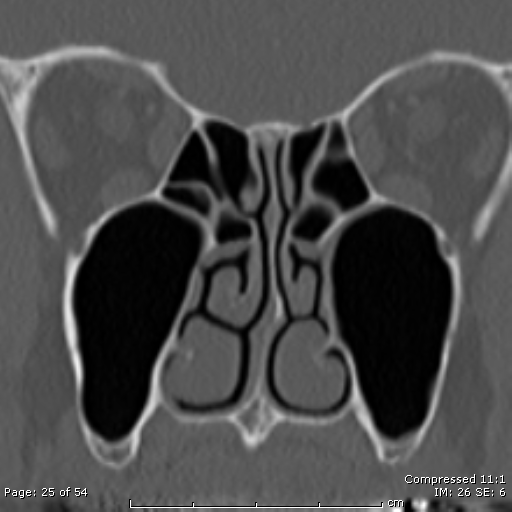 Compressed 11:1
Page: 25 of 54
IM: 26 SE: 6
cm